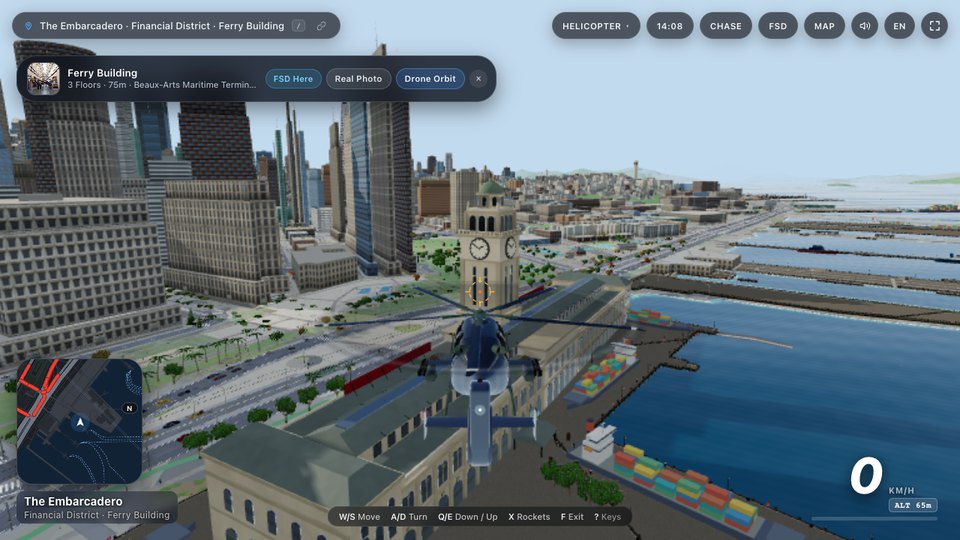 The Embarcadero · Financial District · Ferry Building /
HELICOPTER · 14:08 CHASE FSD MAP EN
Ferry Building
3 Floors · 75m · Beaux-Arts Maritime Termin...
FSD Here Real Photo Drone Orbit ×
N
The Embarcadero
Financial District · Ferry Building
W/S Move A/D Turn Q/E Down / Up X Rockets F Exit ? Keys
0 KM/H
ALT 65m